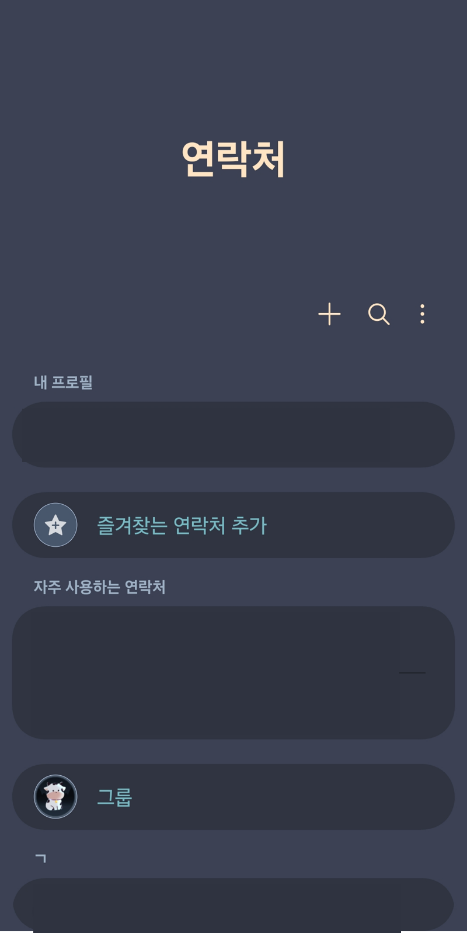 연락처
내 프로필
즐겨찾는 연락처 추가
자주 사용하는 연락처
그룹
ㄱ